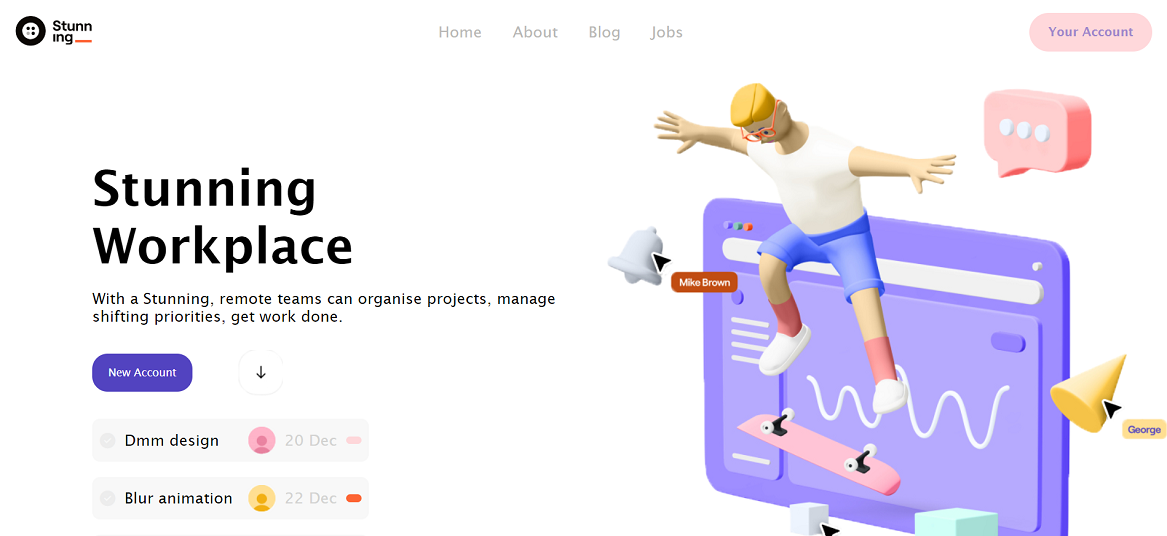 Stunn
ing
Home About Blog Jobs
Your Account
Stunning
Workplace
With a Stunning, remote teams can organise projects, manage
shifting priorities, get work done.
New Account
Dmm design 20 Dec
Blur animation 22 Dec
Mike Brown
George